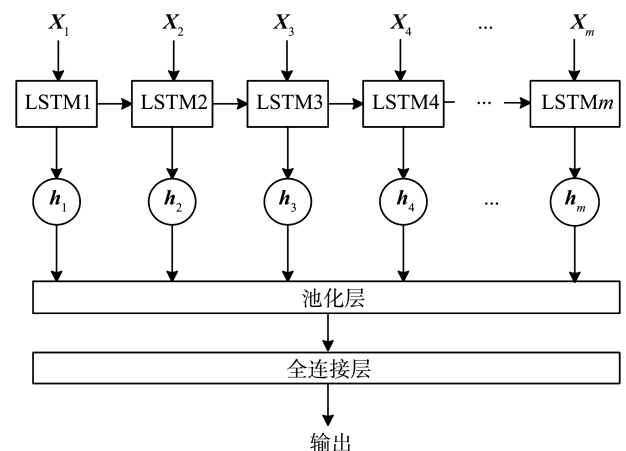 X1 X2 X3 X4 ... Xm
LSTM1 LSTM2 LSTM3 LSTM4 ... LSTMm
h1 h2 h3 h4 ... hm
池化层
全连接层
输出